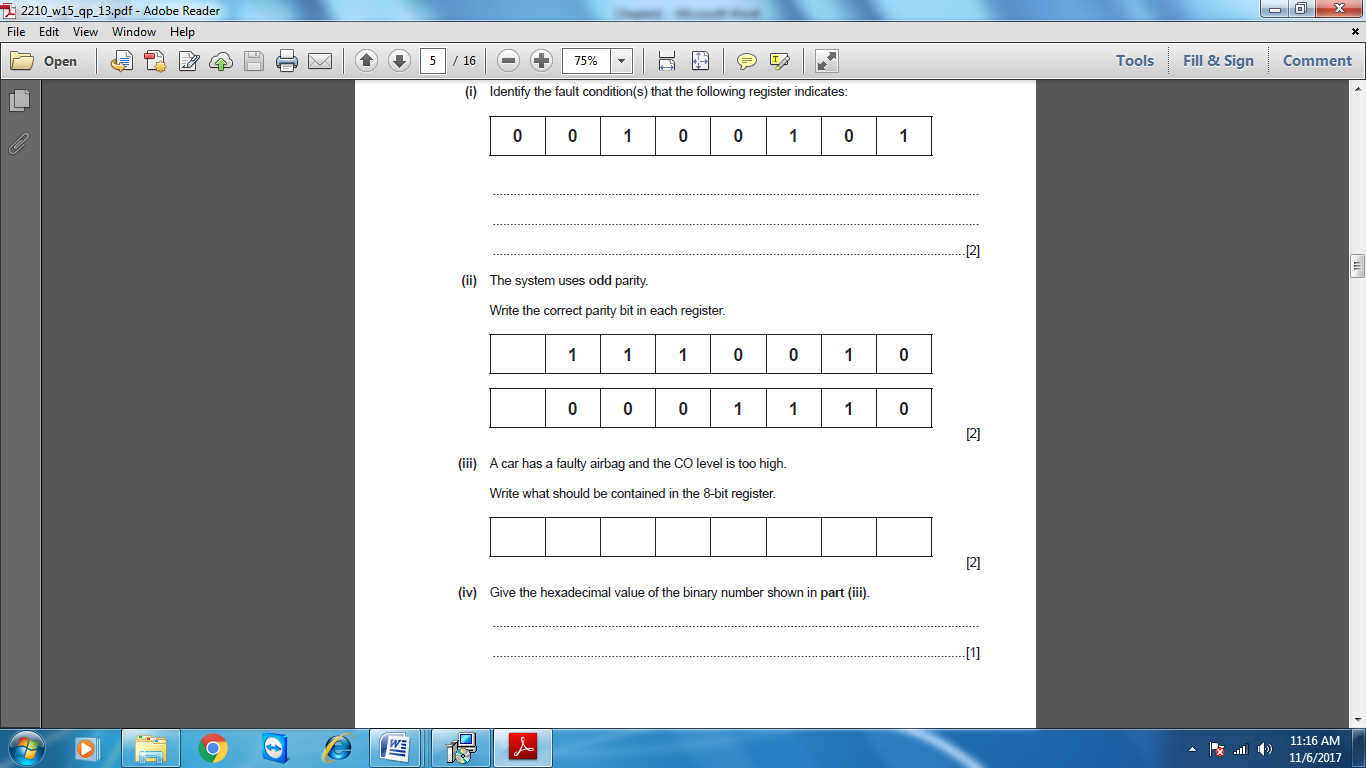 2210_w15_qp_13.pdf - Adobe Reader
File Edit View Window Help
Open 5 / 16 75% Tools Fill & Sign Comment
(i) Identify the fault condition(s) that the following register indicates:
0 0 1 0 0 1 0 1
[2]
(ii) The system uses odd parity.
Write the correct parity bit in each register.
1 1 1 0 0 1 0
0 0 0 1 1 1 0
[2]
(iii) A car has a faulty airbag and the CO level is too high.
Write what should be contained in the 8-bit register.
[2]
(iv) Give the hexadecimal value of the binary number shown in part (iii).
[1]
11:16 AM
11/6/2017